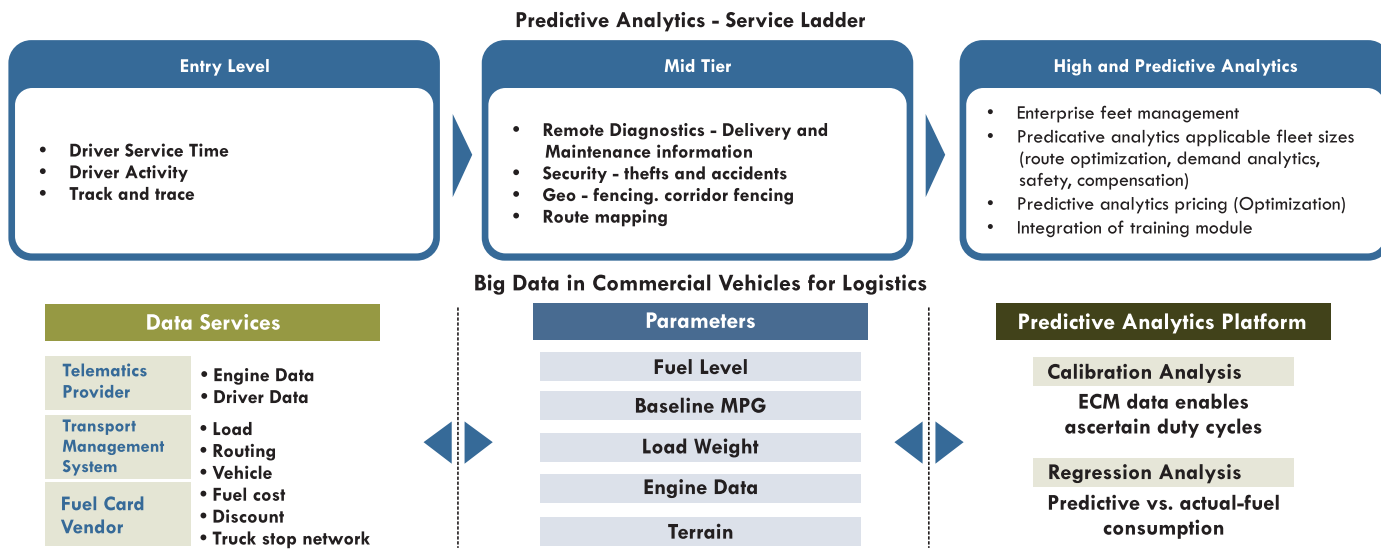 Predictive Analytics - Service Ladder
Entry Level
• Driver Service Time
• Driver Activity
• Track and trace
Mid Tier
• Remote Diagnostics - Delivery and
Maintenance information
• Security - thefts and accidents
• Geo - fencing. corridor fencing
• Route mapping
High and Predictive Analytics
• Enterprise feet management
• Predicative analytics applicable fleet sizes
(route optimization, demand analytics,
safety, compensation)
• Predictive analytics pricing (Optimization)
• Integration of training module
Big Data in Commercial Vehicles for Logistics
Data Services
Telematics
Provider
• Engine Data
• Driver Data
Transport
Management
System
Fuel Card
Vendor
• Load
• Routing
• Vehicle
• Fuel cost
• Discount
• Truck stop network
Parameters
Fuel Level
Baseline MPG
Load Weight
Engine Data
Terrain
Predictive Analytics Platform
Calibration Analysis
ECM data enables
ascertain duty cycles
Regression Analysis
Predictive vs. actual-fuel
consumption